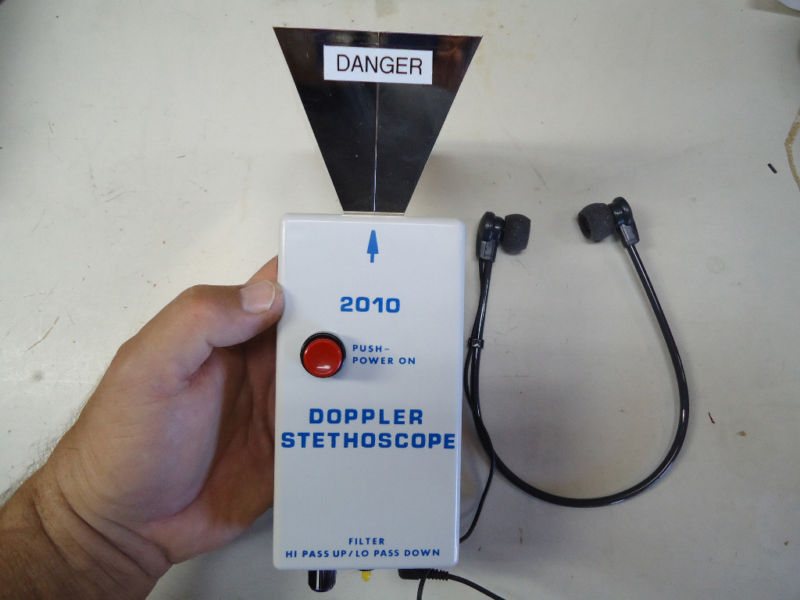 DANGER
2010
PUSH-
POWER ON
DOPPLER
STETHOSCOPE
FILTER
HI PASS UP/LO PASS DOWN